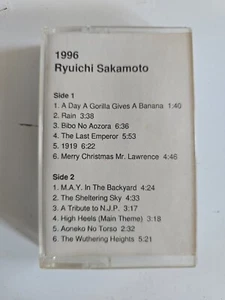 1996
Ryuichi Sakamoto
Side 1
1. A Day A Gorilla Gives A Banana 1:40
2. Rain 3:38
3. Bibo No Aozora 6:36
4. The Last Emperor 5:53
5. 1919 6:22
6. Merry Christmas Mr. Lawrence 4:46
Side 2
1. M.A.Y. In The Backyard 4:24
2. The Sheltering Sky 4:31
3. A Tribute to N.J.P. 3:17
4. High Heels (Main Theme) 3:18
5. Aoneko No Torso 2:32
6. The Wuthering Heights 5:21